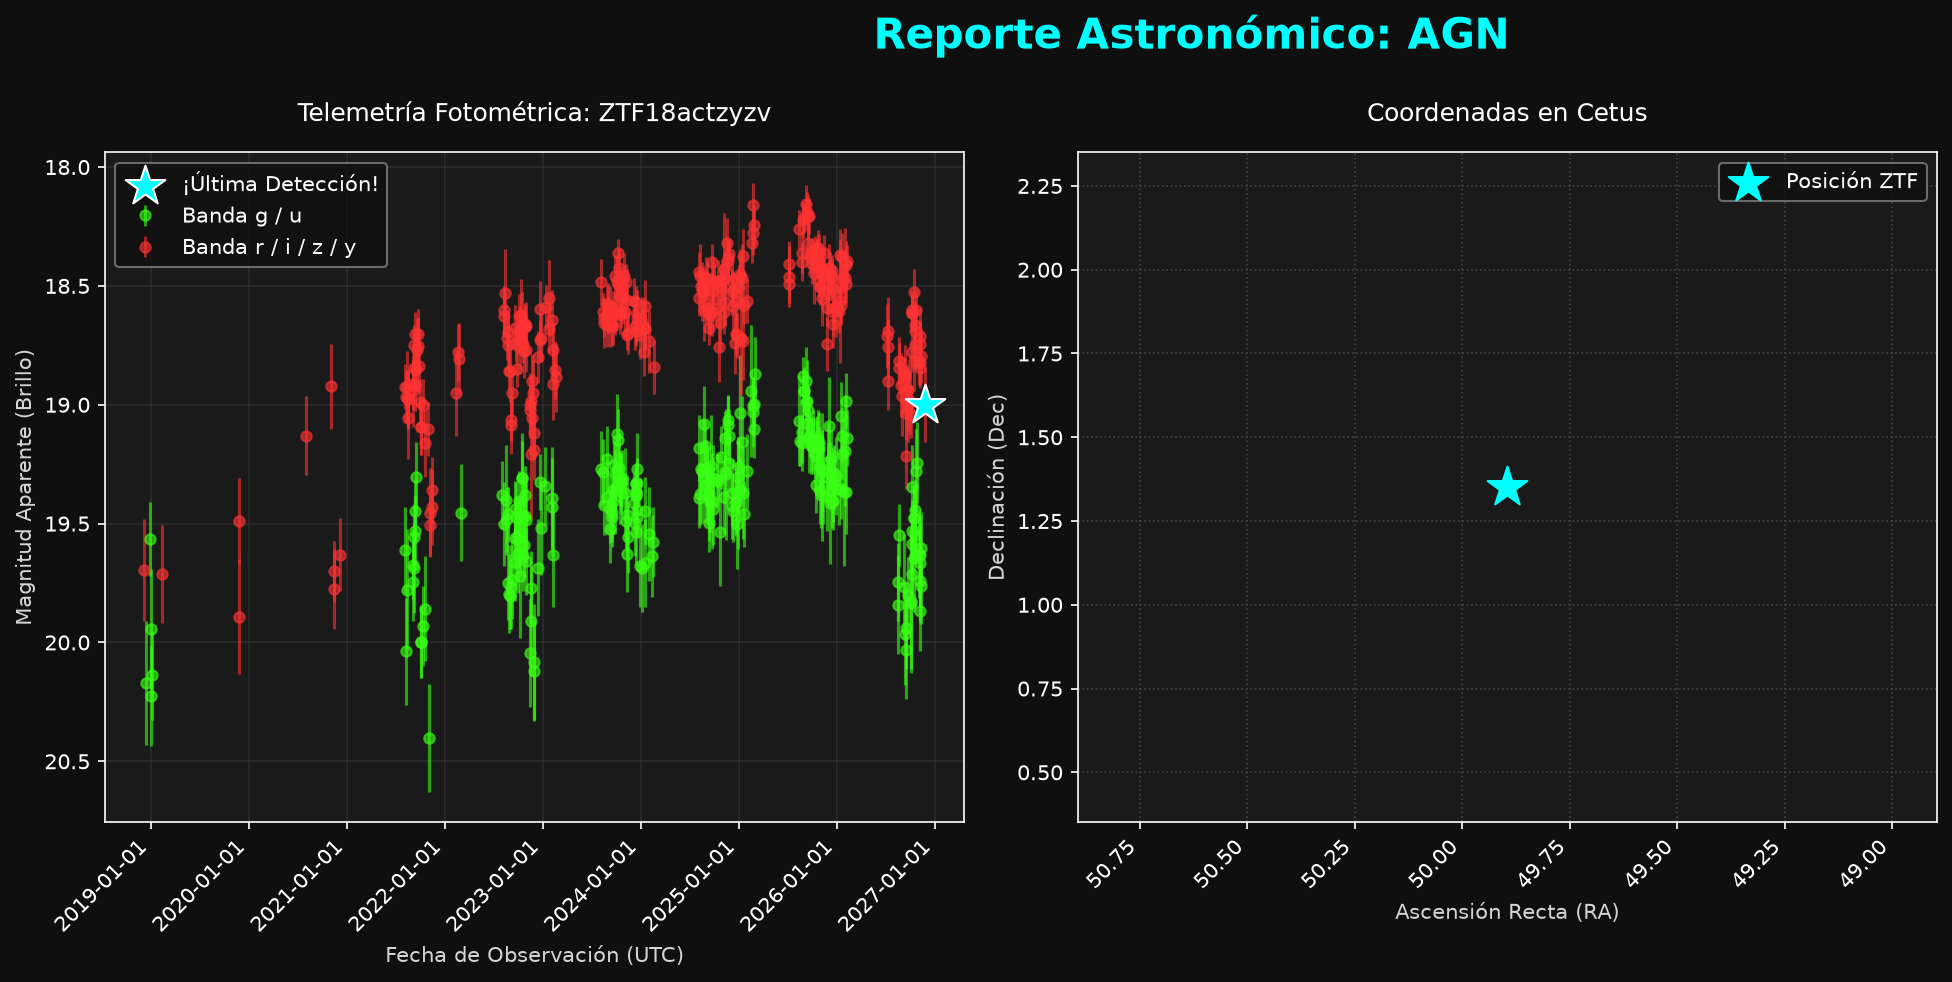 Reporte Astronómico: AGN
Telemetría Fotométrica: ZTF18actzyzv
¡Última Detección!
Banda g / u
Banda r / i / z / y
Magnitud Aparente (Brillo)
18.0
18.5
19.0
19.5
20.0
20.5
2019-01-01
2020-01-01
2021-01-01
2022-01-01
2023-01-01
2024-01-01
2025-01-01
2026-01-01
2027-01-01
Fecha de Observación (UTC)
Coordenadas en Cetus
Posición ZTF
Declinación (Dec)
2.25
2.00
1.75
1.50
1.25
1.00
0.75
0.50
50.75
50.50
50.25
50.00
49.75
49.50
49.25
49.00
Ascensión Recta (RA)